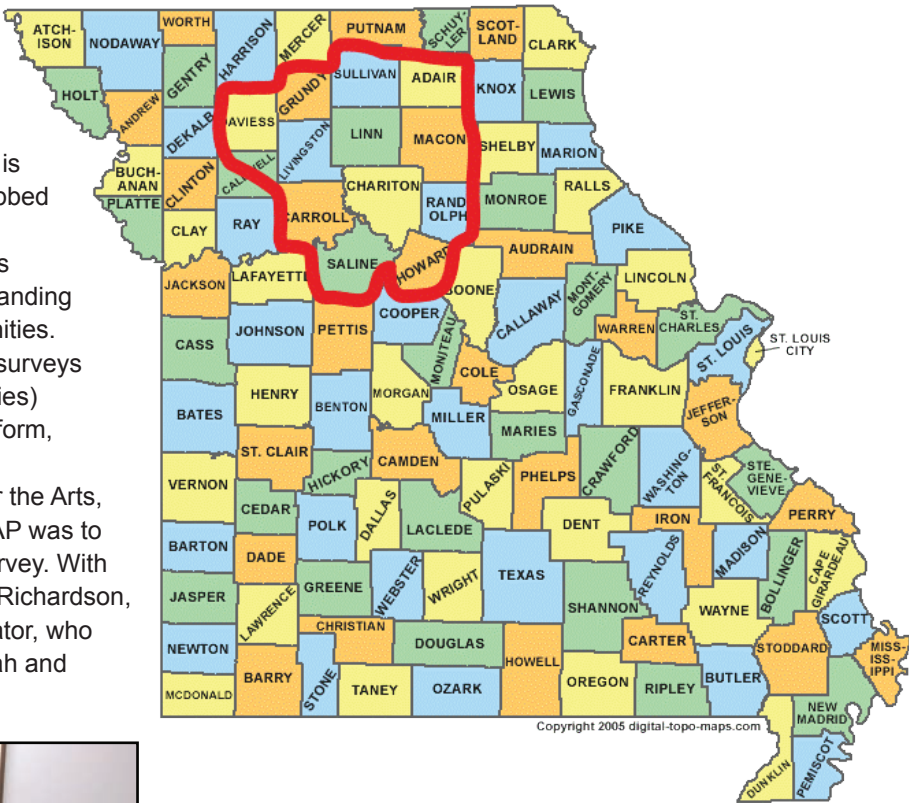 is
bbed
s
anding
nities.
surveys
ies)
form,
r the Arts,
AP was to
rvey. With
Richardson,
ator, who
ah and
ATCH-
ISON
NODAWAY
WORTH
HARRISON
MERCER
PUTNAM
SCHUY-
LER
SCOT-
LAND
CLARK
HOLT
ANDREW
GENTRY
DEKALB
AVIESS
GRUNDY
SULLIVAN
ADAIR
KNOX
LEWIS
BUCH-
ANAN
CLINTON
CAL WELL
LIVINGSTON
LINN
MACON
SHELBY
MARION
PLATTE
CLAY
RAY
CARROLL
CHARITON
RAND
OLPH
MONROE
RALLS
PIKE
JACKSON
LAFAYETTE
SALINE
HOWARD
BOONE
AUDRAIN
CALLAWAY
MONT-
GOMERY
LINCOLN
WARREN
ST.
CHARLES
ST. LOUIS
ST. LOUIS
CITY
CASS
JOHNSON
PETTIS
COOPER
MONITEAU
COLE
OSAGE
GASCONADE
FRANKLIN
JEFFER-
SON
BATES
HENRY
BENTON
MORGAN
MILLER
MARIES
CRAWFORD
WASHING-
TON
ST.
FRANCOIS
STE.
GENE-
VIEVE
PERRY
VERNON
ST. CLAIR
HICKORY
CAMDEN
PULASKI
PHELPS
DENT
IRON
MADISON
BOLLINGER
CAPE
GIRARDEAU
CEDAR
POLK
DALLAS
LACLEDE
BARTON
DADE
GREENE
WEBSTER
WRIGHT
TEXAS
SHANNON
REYNOLDS
WAYNE
SCOTT
JASPER
LAWRENCE
CHRISTIAN
DOUGLAS
HOWELL
CARTER
STODDARD
MISS-
ISS-
IPPI
NEWTON
MCDONALD
BARRY
STONE
TANEY
OZARK
OREGON
RIPLEY
BUTLER
NEW
MADRID
DUNKLIN
PEMISCOT
Copyright 2005 digital-topo-maps.com